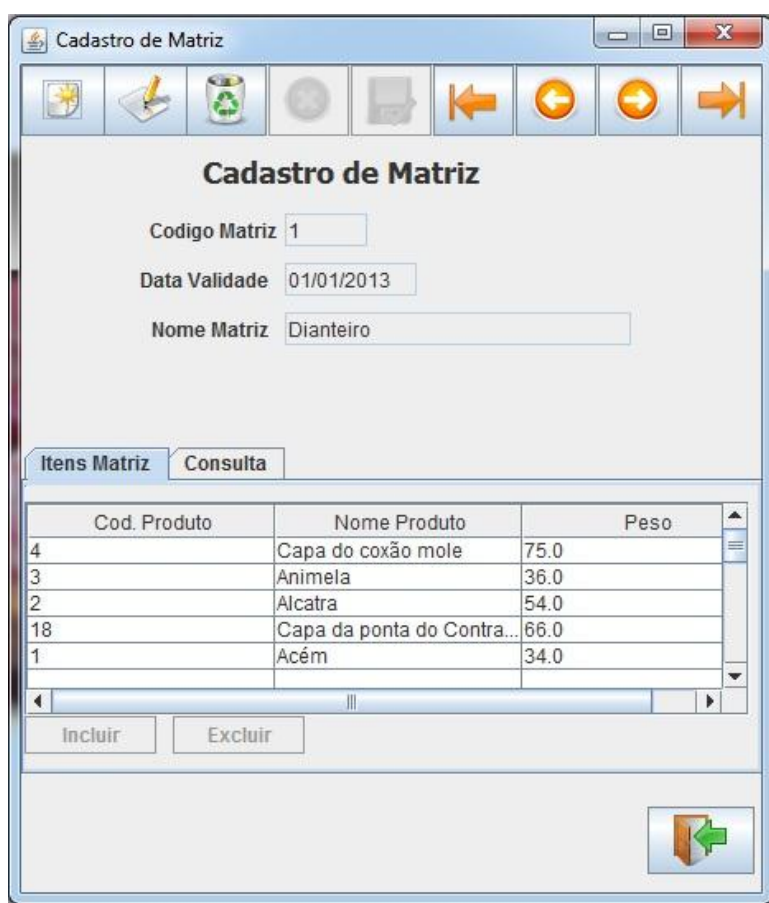 Cadastro de Matriz
Cadastro de Matriz
Codigo Matriz 1
Data Validade 01/01/2013
Nome Matriz Dianteiro
Itens Matriz Consulta
Cod. Produto Nome Produto Peso
4 Capa do coxão mole 75.0
3 Animela 36.0
2 Alcatra 54.0
18 Capa da ponta do Contra... 66.0
1 Acém 34.0
Incluir Excluir